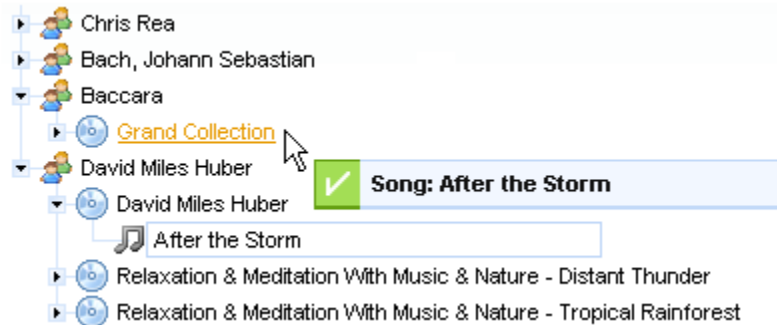 Chris Rea
Bach, Johann Sebastian
Baccara
Grand Collection
David Miles Huber
Song: After the Storm
David Miles Huber
After the Storm
Relaxation & Meditation With Music & Nature - Distant Thunder
Relaxation & Meditation With Music & Nature - Tropical Rainforest